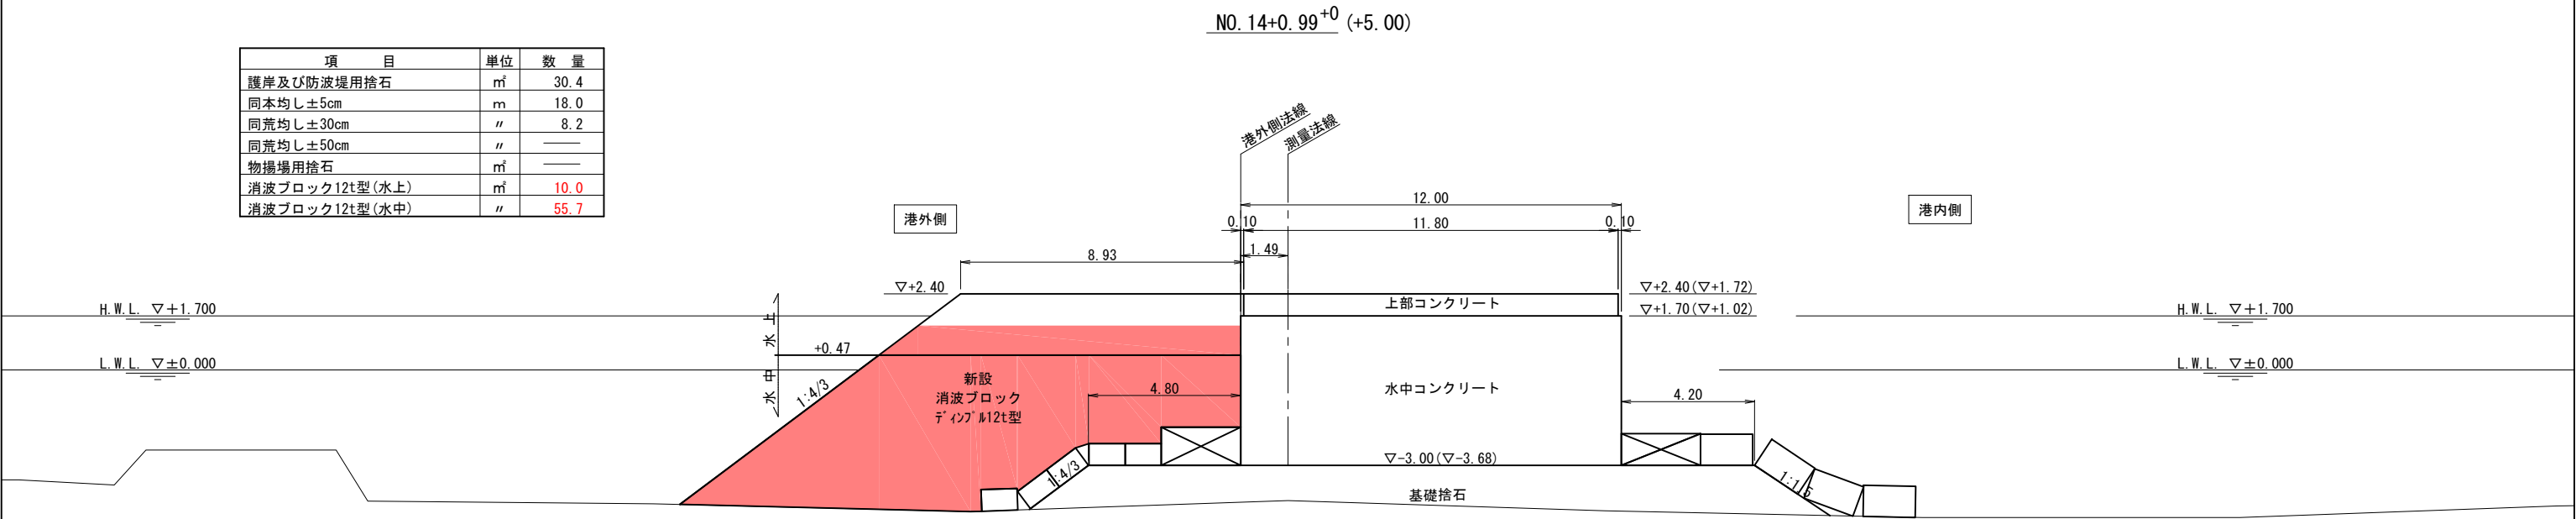 NO.14+0.99+0 (+5.00)
項 目 単位 数 量
護岸及び防波堤用捨石 ㎥ 30.4
同本均し±5cm m 18.0
同荒均し±30cm 〃 8.2
同荒均し±50cm 〃 ——
物揚場用捨石 ㎥ ——
消波ブロック12t型(水上) ㎥ 10.0
消波ブロック12t型(水中) 〃 55.7
港外側法線
測量法線
港外側
港内側
12.00
0.10 11.80 0.10
1.49
8.93
▽+2.40
▽+2.40(▽+1.72)
上部コンクリート
▽+1.70(▽+1.02)
H.W.L. ▽+1.700
H.W.L. ▽+1.700
水上
+0.47
L.W.L. ▽±0.000
L.W.L. ▽±0.000
水中
1:4/3
新設
消波ブロック
ディンプル12t型
4.80
水中コンクリート
4.20
1:4/3
▽-3.00(▽-3.68)
1:1.5
基礎捨石